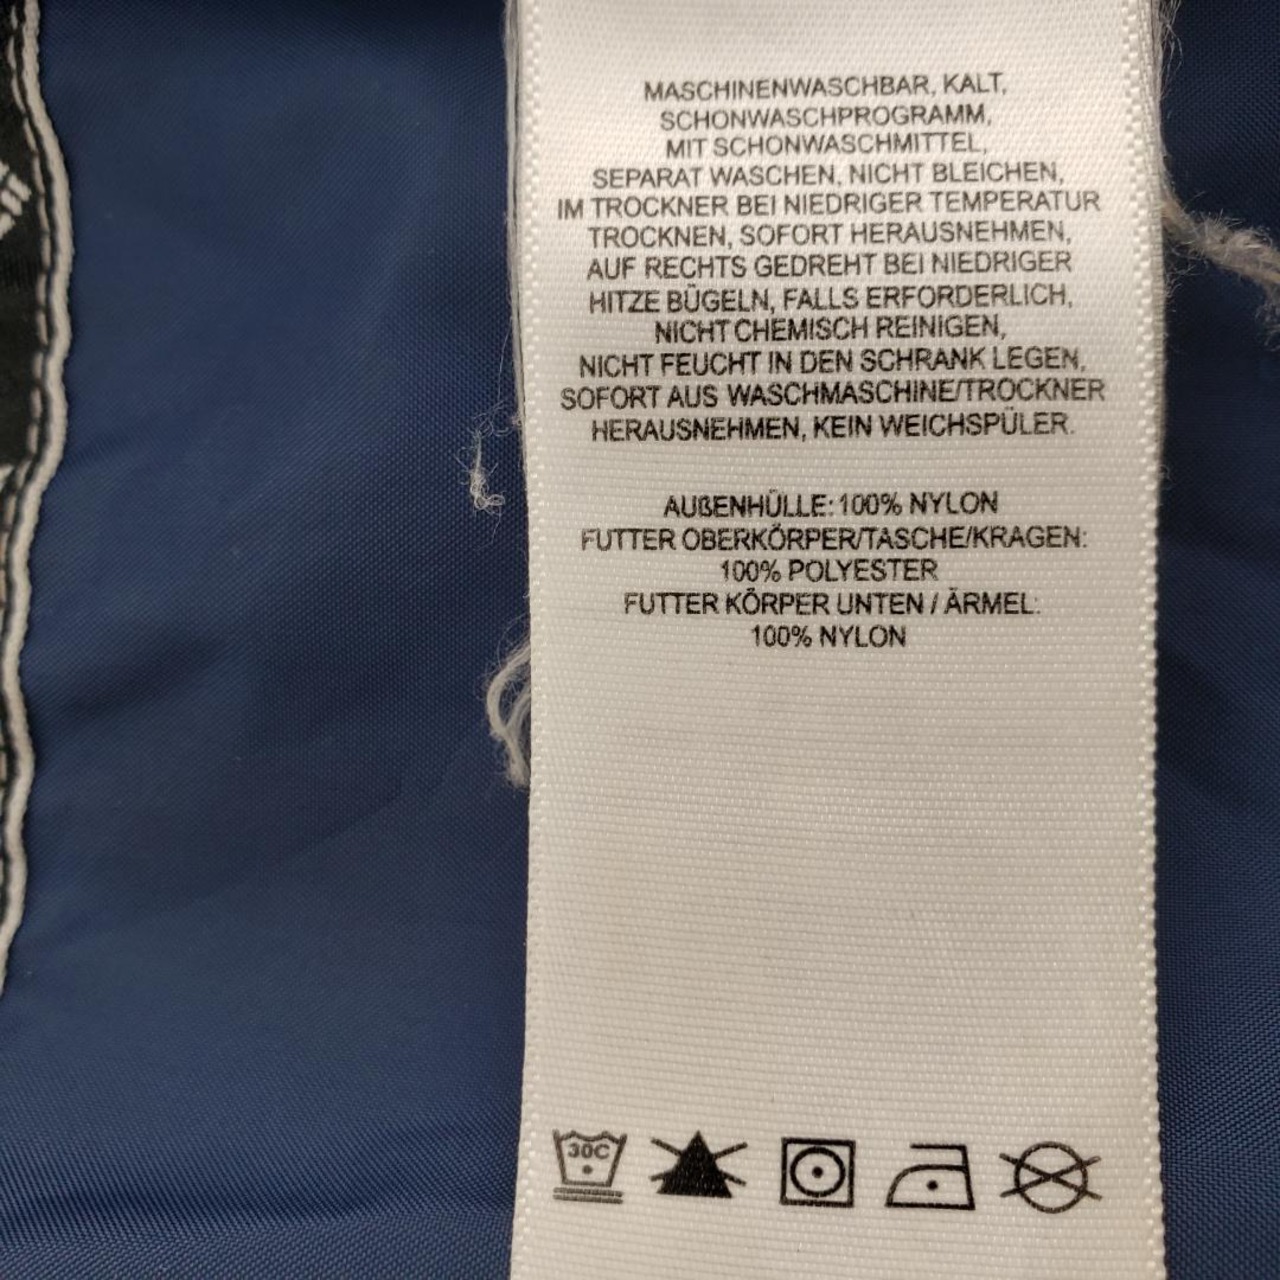 MASCHINENWASCHBAR, KALT,
SCHONWASCHPROGRAMM,
MIT SCHONWASCHMITTEL,
SEPARAT WASCHEN, NICHT BLEICHEN,
IM TROCKNER BEI NIEDRIGER TEMPERATUR
TROCKNEN, SOFORT HERAUSNEHMEN,
AUF RECHTS GEDREHT BEI NIEDRIGER
HITZE BÜGELN, FALLS ERFORDERLICH,
NICHT CHEMISCH REINIGEN,
NICHT FEUCHT IN DEN SCHRANK LEGEN,
SOFORT AUS WASCHMASCHINE/TROCKNER
HERAUSNEHMEN, KEIN WEICHSPÜLER.
AUßENHÜLLE: 100% NYLON
FUTTER OBERKÖRPER/TASCHE/KRAGEN:
100% POLYESTER
FUTTER KÖRPER UNTEN / ÄRMEL:
100% NYLON
30C